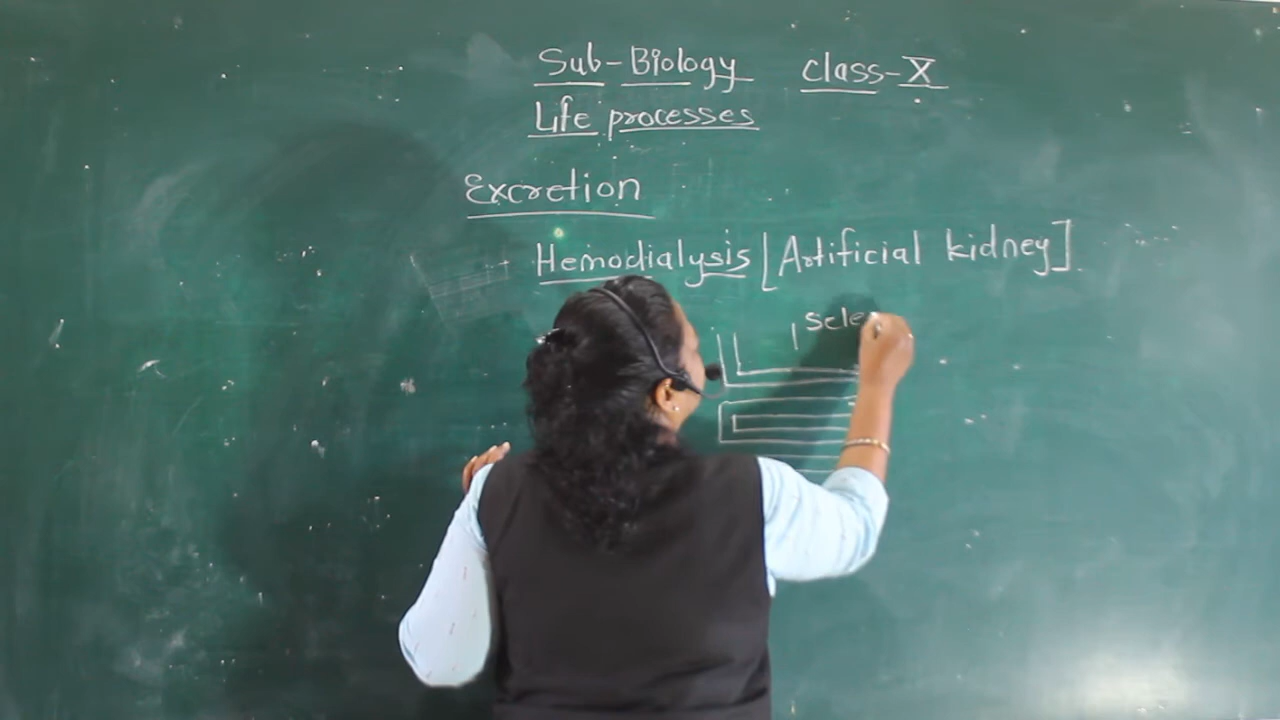 Sub-Biology class-X
Life processes
Excretion
Hemodialysis [Artificial kidney]
Sele